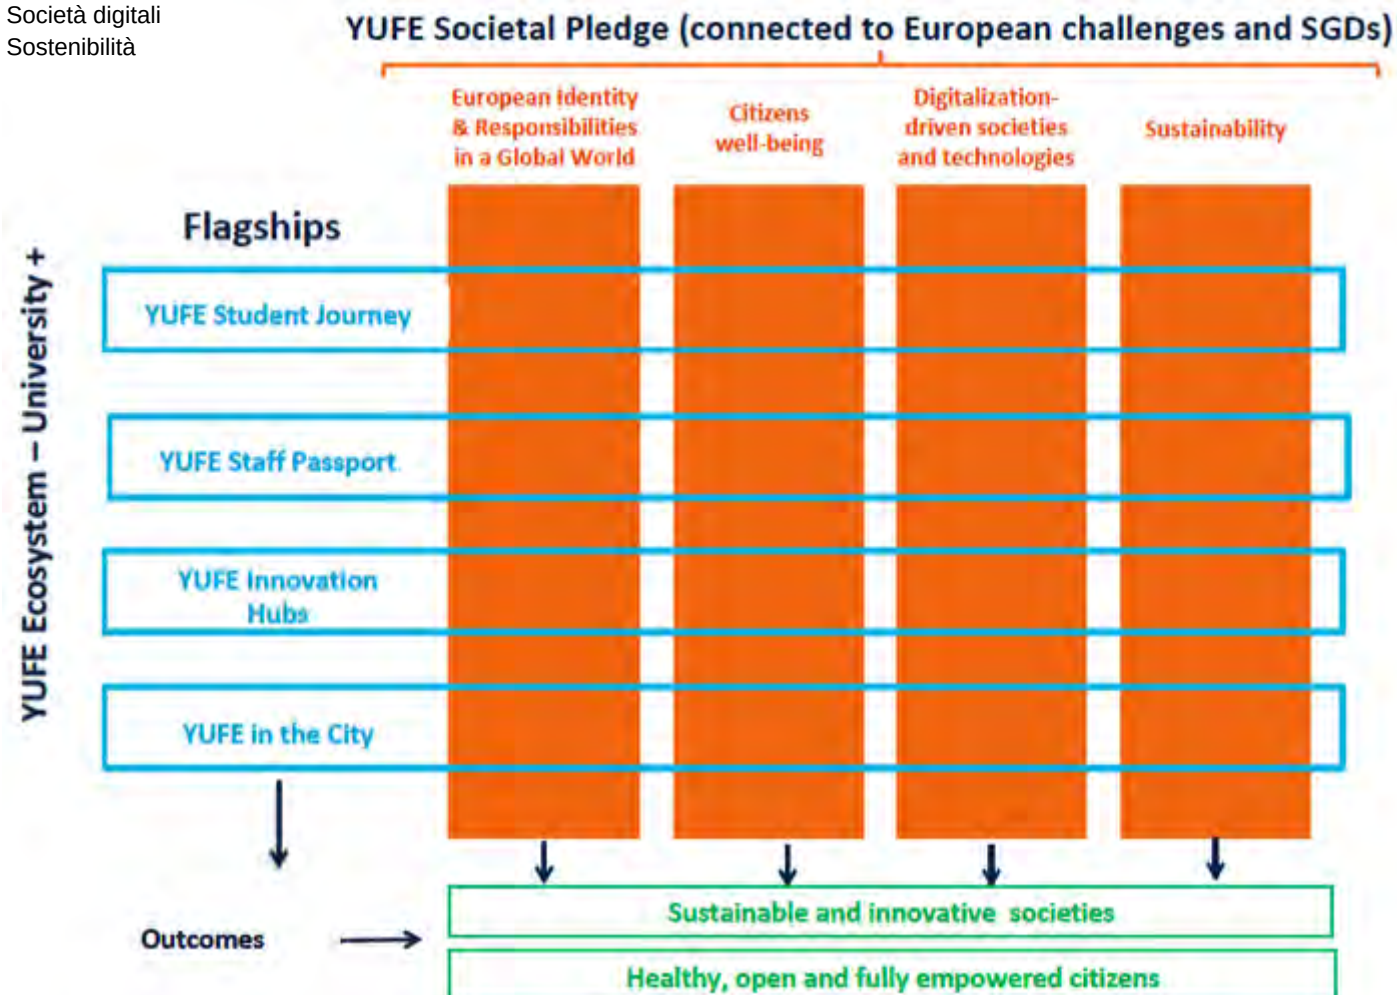 Società digitali
Sostenibilità
YUFE Societal Pledge (connected to European challenges and SGDs)
European Identity
& Responsibilities
in a Global World
Citizens
well-being
Digitalization-
driven societies
and technologies
Sustainability
Flagships
YUFE Ecosystem – University +
YUFE Student Journey
YUFE Staff Passport
YUFE Innovation
Hubs
YUFE in the City
Outcomes
Sustainable and innovative societies
Healthy, open and fully empowered citizens